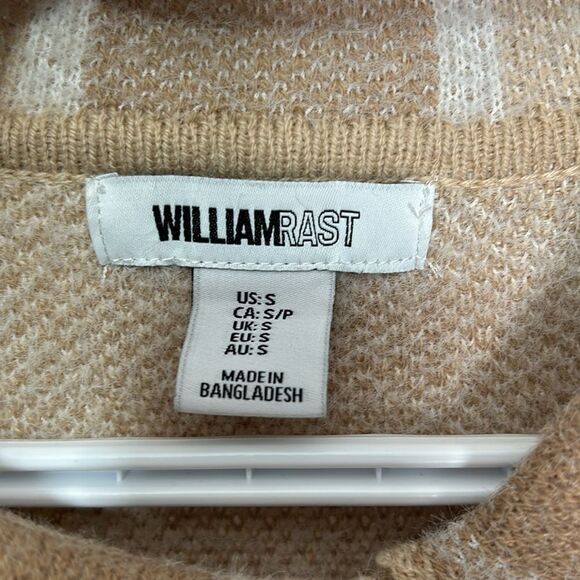 WILLIAMRAST
US: S
CA: S/P
UK: S
EU: S
AU: S
MADE IN
BANGLADESH